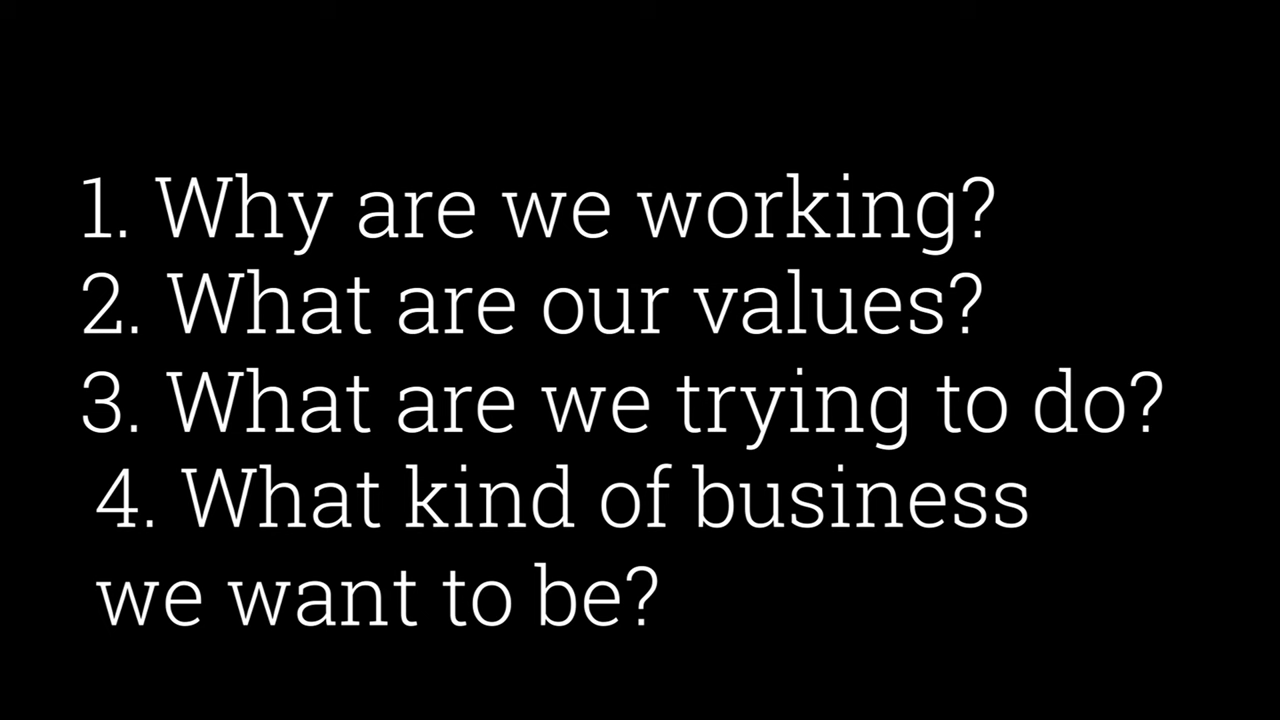 1. Why are we working?
2. What are our values?
3. What are we trying to do?
4. What kind of business
we want to be?